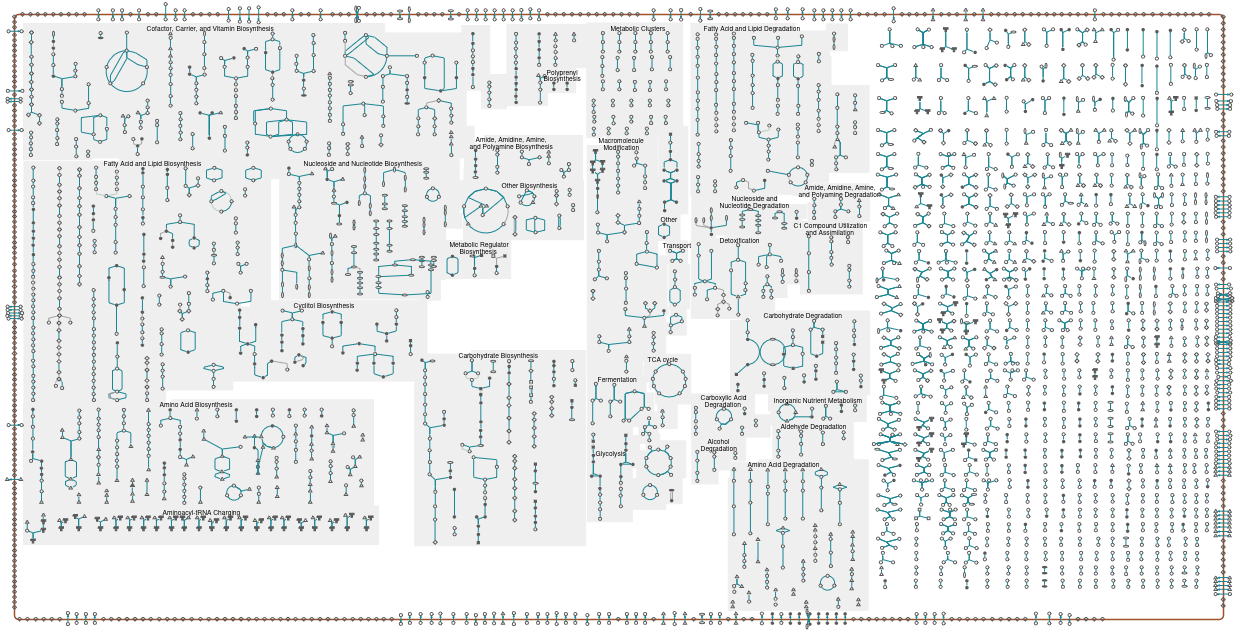 Cofactor, Carrier, and Vitamin Biosynthesis
Metabolic Clusters
Fatty Acid and Lipid Degradation
Polyprenyl
Biosynthesis
Amide, Amidine, Amine,
and Polyamine Biosynthesis
Macromolecule
Modification
Fatty Acid and Lipid Biosynthesis
Nucleoside and Nucleotide Biosynthesis
Other Biosynthesis
Amide, Amidine, Amine,
and Polyamine Degradation
Nucleoside and
Nucleotide Degradation
Other
C1 Compound Utilization
and Assimilation
Metabolic Regulator
Biosynthesis
Transport
Detoxification
Cyclitol Biosynthesis
Carbohydrate Degradation
Carbohydrate Biosynthesis
TCA cycle
Fermentation
Carboxylic Acid
Degradation
Inorganic Nutrient Metabolism
Amino Acid Biosynthesis
Aldehyde Degradation
Alcohol
Degradation
Glycolysis
Amino Acid Degradation
Aminoacyl-tRNA Charging